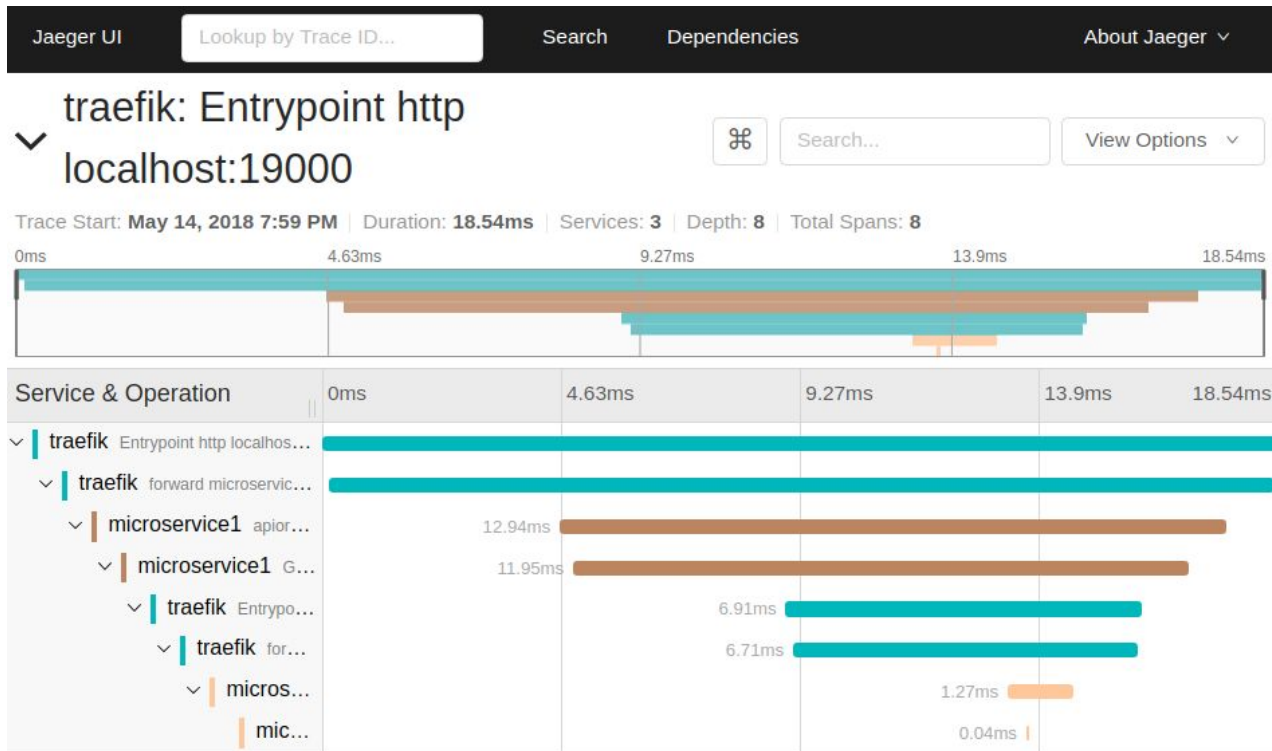 Jaeger UI Lookup by Trace ID... Search Dependencies About Jaeger
traefik: Entrypoint http
localhost:19000
⌘ Search... View Options
Trace Start: May 14, 2018 7:59 PM Duration: 18.54ms Services: 3 Depth: 8 Total Spans: 8
0ms 4.63ms 9.27ms 13.9ms 18.54ms
Service & Operation 0ms 4.63ms 9.27ms 13.9ms 18.54ms
traefik Entrypoint http localhos...
traefik forward microservic...
microservice1 apior... 12.94ms
microservice1 G... 11.95ms
traefik Entrypo... 6.91ms
traefik for... 6.71ms
micros... 1.27ms
mic... 0.04ms